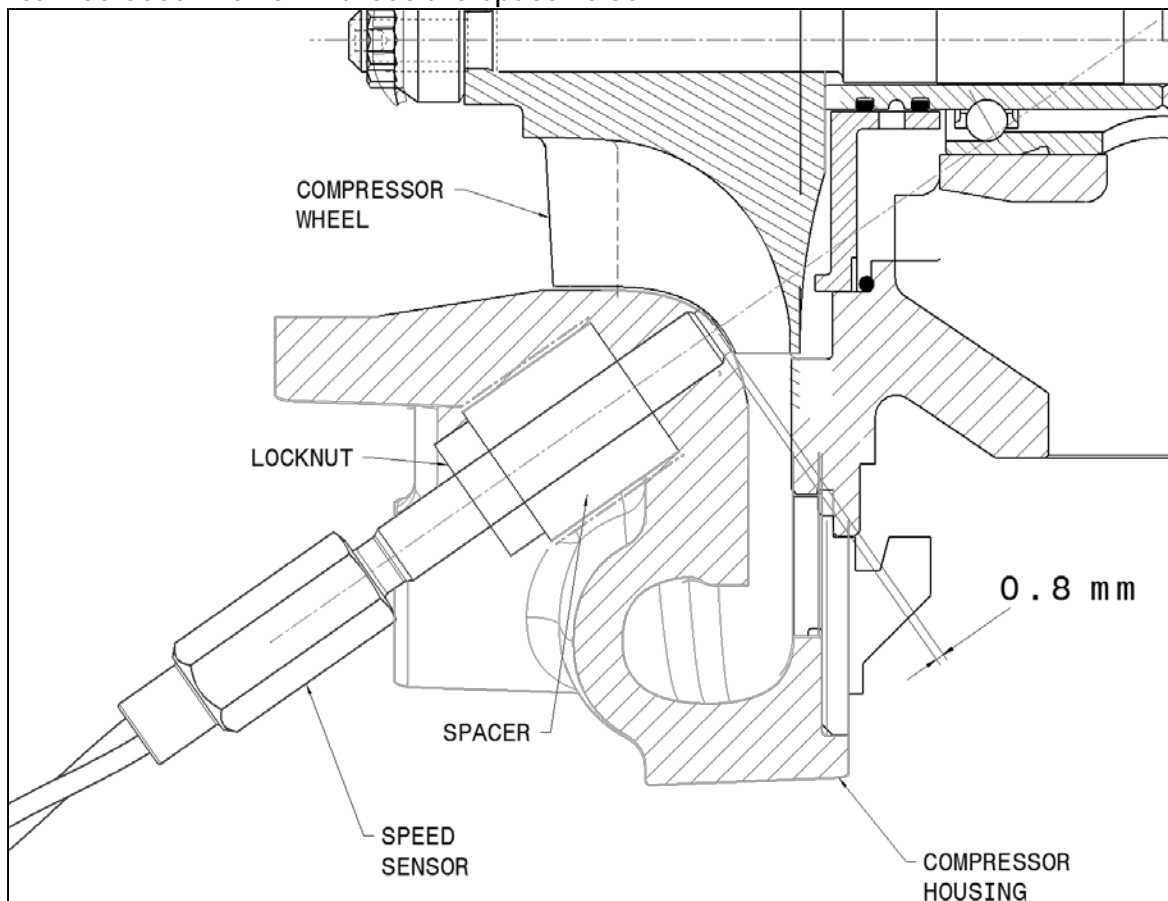 COMPRESSOR
WHEEL
LOCKNUT
0.8 mm
SPACER
SPEED
SENSOR
COMPRESSOR
HOUSING